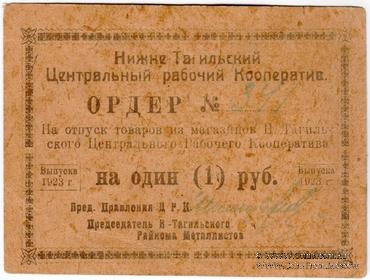 Нижне-Тагильский
Центральный рабочий Кооператив.
ОРДЕР №
На отпуск товаров из магазинов Н. Тагиль-
ского Центрального Рабочего Кооператива
Выпуска 1923 г.
на один (1) руб.
Выпуска 1923 г.
Пред. Правления Ц. Р. К.
Председатель Н-Тагильского
Райкома Металлистов